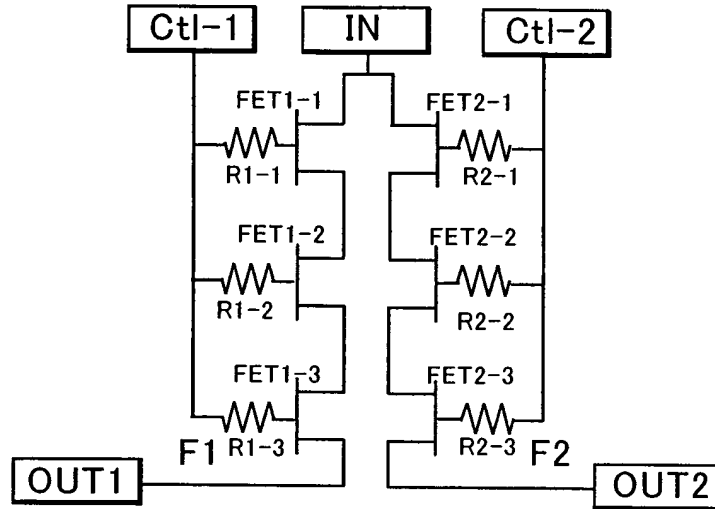 Ctl-1
IN
Ctl-2
FET1-1
FET2-1
R1-1
R2-1
FET1-2
FET2-2
R1-2
R2-2
FET1-3
FET2-3
F1
R1-3
R2-3
F2
OUT1
OUT2